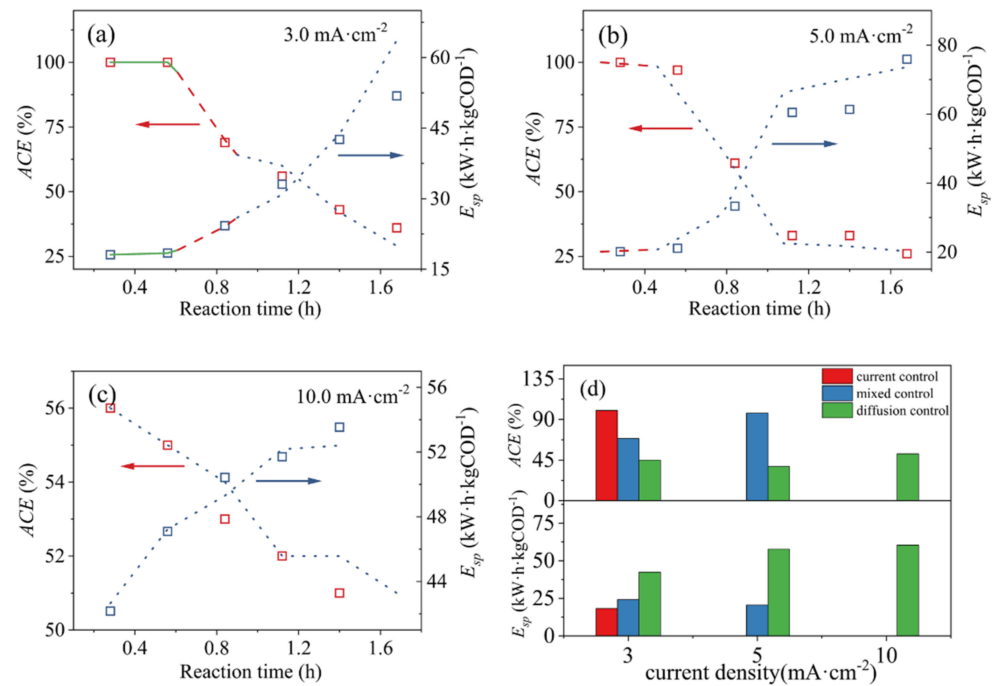 (a)
3.0 mA·cm-2
ACE (%)
100
75
50
25
0.4 0.8 1.2 1.6
Reaction time (h)
60
45
30
15
Esp (kW·h·kgCOD-1)
(b)
5.0 mA·cm-2
ACE (%)
100
75
50
25
0.4 0.8 1.2 1.6
Reaction time (h)
80
60
40
20
Esp (kW·h·kgCOD-1)
(c)
10.0 mA·cm-2
ACE (%)
56
54
52
50
0.4 0.8 1.2 1.6
Reaction time (h)
56
52
48
44
Esp (kW·h·kgCOD-1)
(d)
current control
mixed control
diffusion control
ACE (%)
135
90
45
0
Esp (kW·h·kgCOD-1)
75
50
25
0
3 5 10
current density(mA·cm-2)